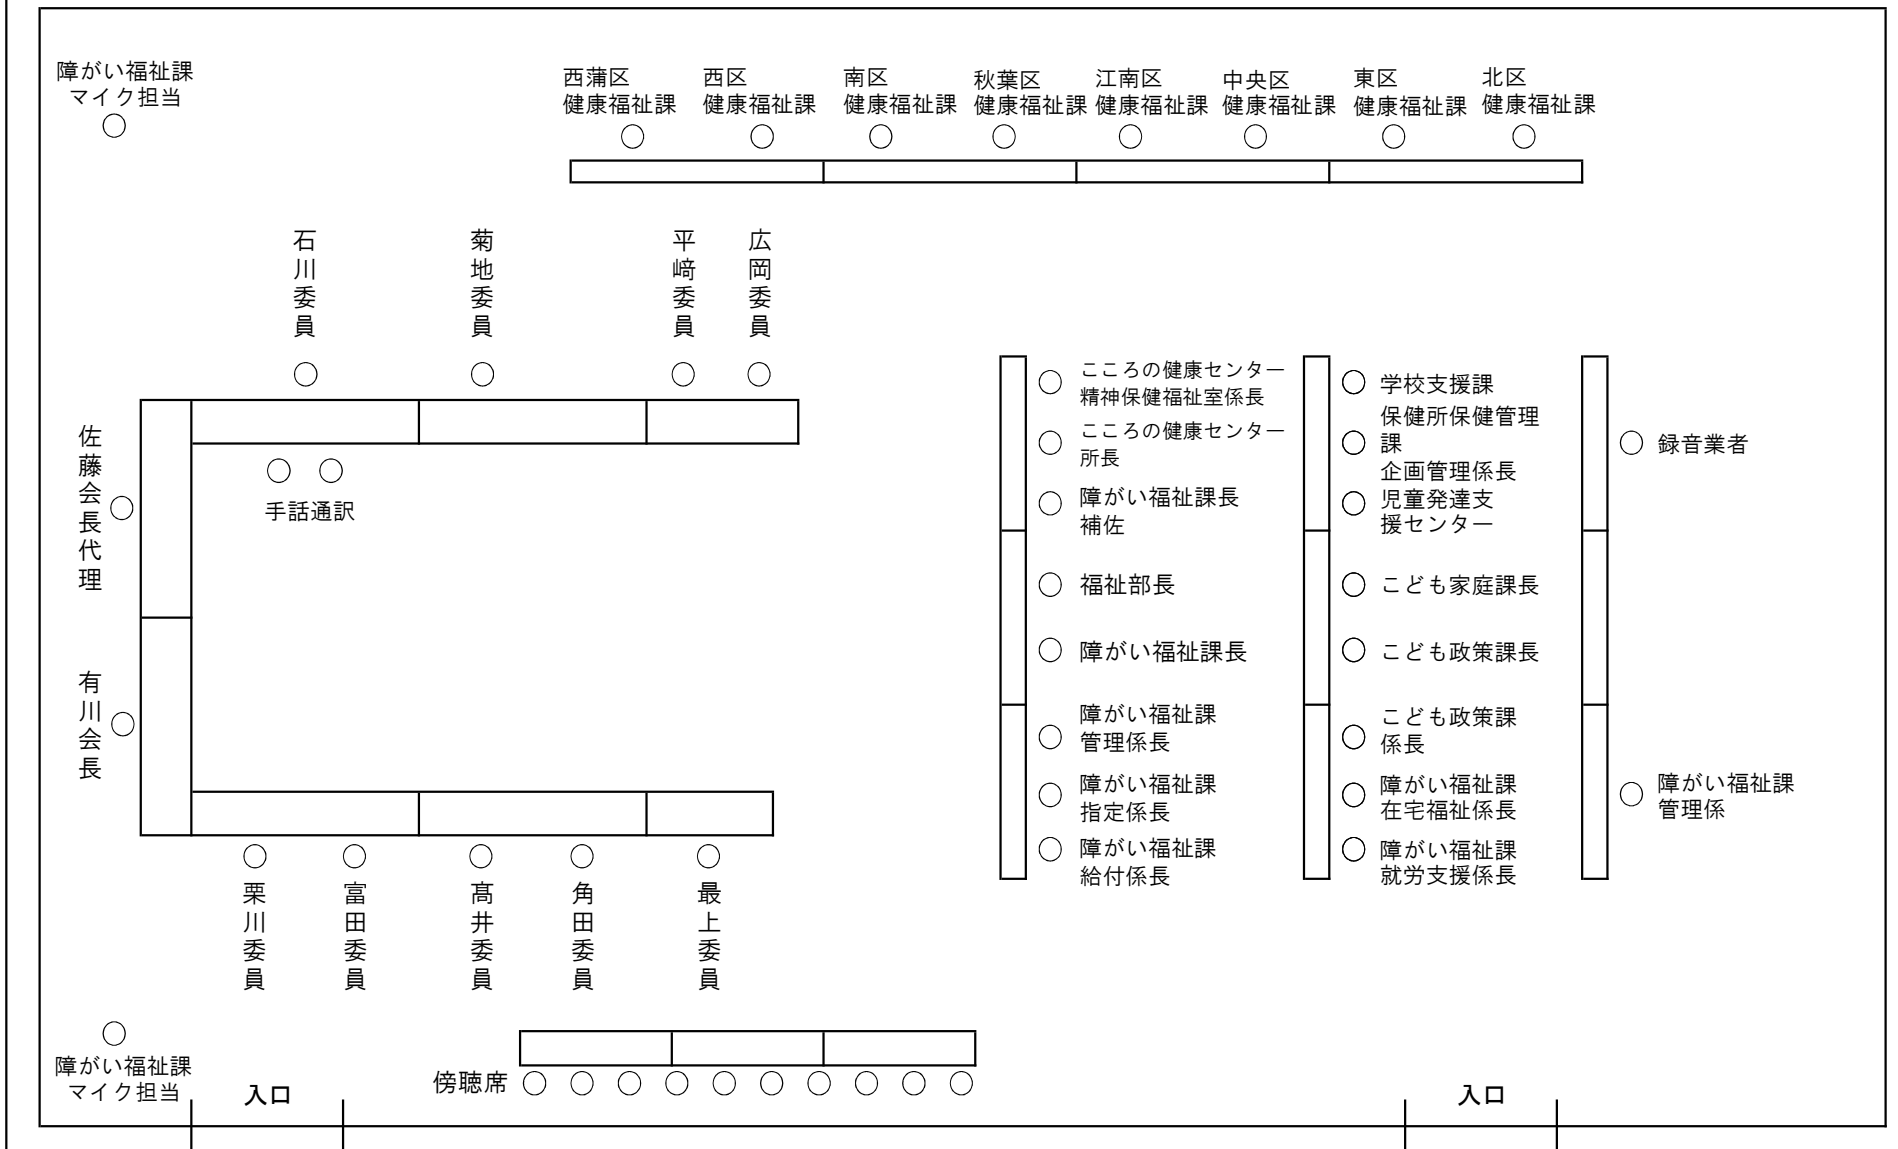 障がい福祉課
マイク担当
西蒲区
健康福祉課
西区
健康福祉課
南区
健康福祉課
秋葉区
健康福祉課
江南区
健康福祉課
中央区
健康福祉課
東区
健康福祉課
北区
健康福祉課
石川委員
菊地委員
平﨑委員
広岡委員
佐藤会長代理
有川会長
手話通訳
こころの健康センター
精神保健福祉室係長
こころの健康センター
所長
障がい福祉課長
補佐
福祉部長
障がい福祉課長
障がい福祉課
管理係長
障がい福祉課
指定係長
障がい福祉課
給付係長
学校支援課
保健所保健管理
課
企画管理係長
児童発達支
援センター
こども家庭課長
こども政策課長
こども政策課
係長
障がい福祉課
在宅福祉係長
障がい福祉課
就労支援係長
録音業者
障がい福祉課
管理係
栗川委員
富田委員
髙井委員
角田委員
最上委員
障がい福祉課
マイク担当
入口
傍聴席
入口